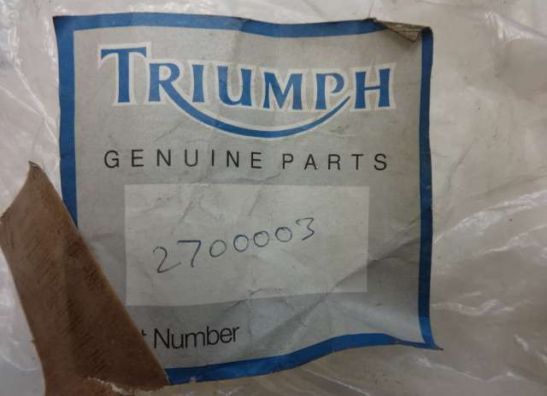 TRIUMPH
GENUINE PARTS
2700003
t Number